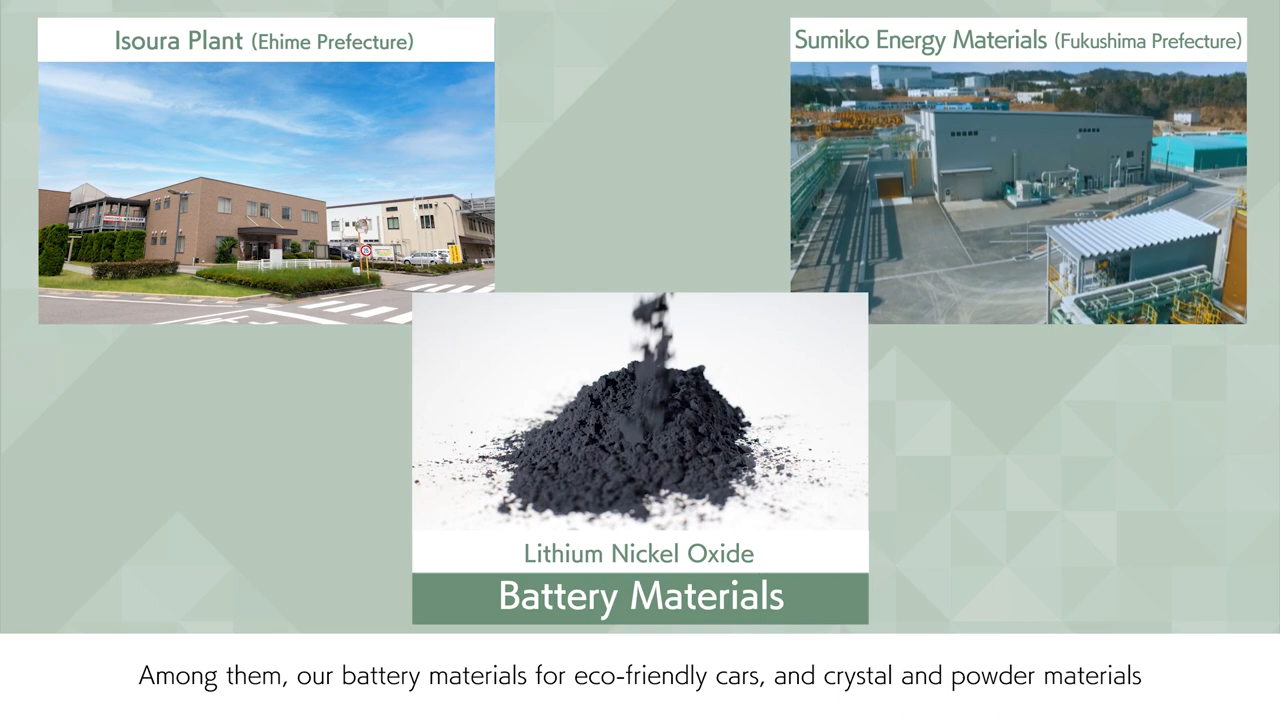 Isoura Plant (Ehime Prefecture)
Sumiko Energy Materials (Fukushima Prefecture)
Lithium Nickel Oxide
Battery Materials
Among them, our battery materials for eco-friendly cars, and crystal and powder materials